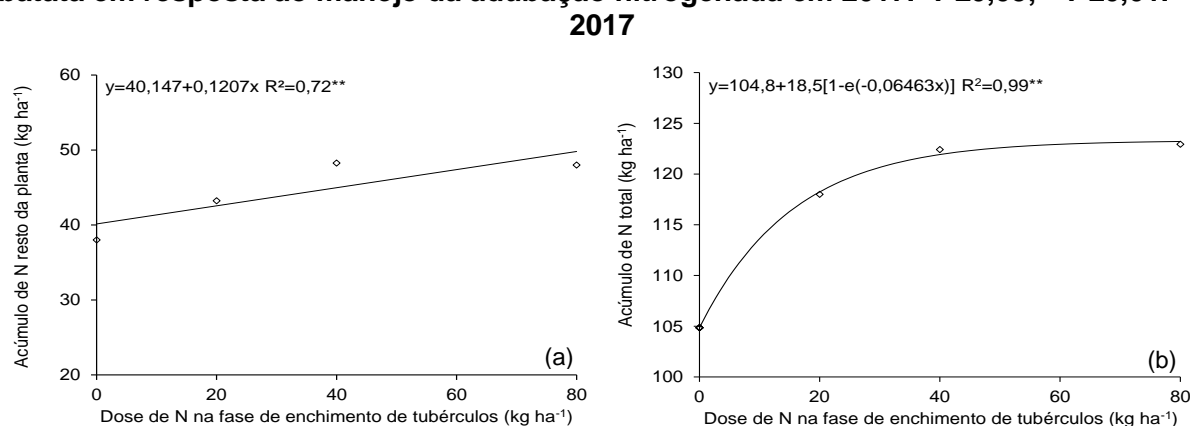 2017
y=40,147+0,1207x R²=0,72**
60
50
40
30
20
0 20 40 60 80
Acúmulo de N resto da planta (kg ha⁻¹)
(a)
Dose de N na fase de enchimento de tubérculos (kg ha⁻¹)
y=104,8+18,5[1-e(-0,06463x)] R²=0,99**
130
125
120
115
110
105
100
0 20 40 60 80
Acúmulo de N total (kg ha⁻¹)
(b)
Dose de N na fase de enchimento de tubérculos (kg ha⁻¹)